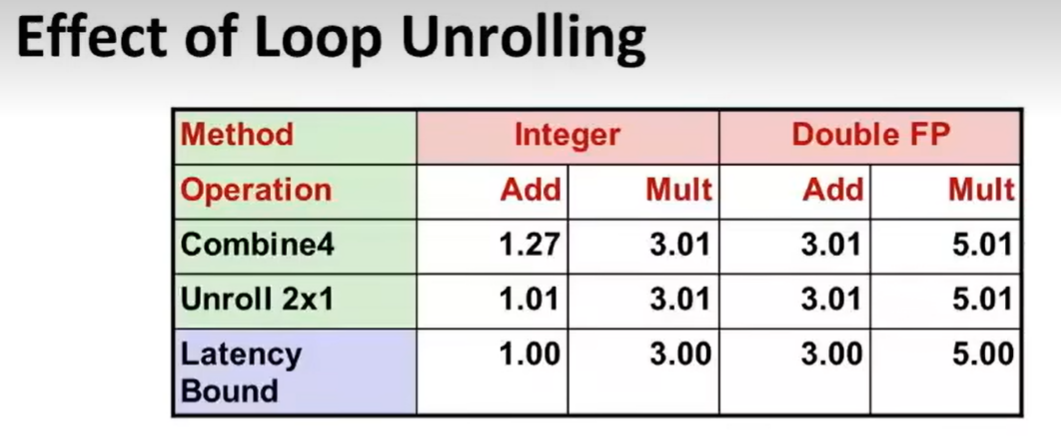 Effect of Loop Unrolling
Method Integer Double FP
Operation Add Mult Add Mult
Combine4 1.27 3.01 3.01 5.01
Unroll 2x1 1.01 3.01 3.01 5.01
Latency 1.00 3.00 3.00 5.00
Bound